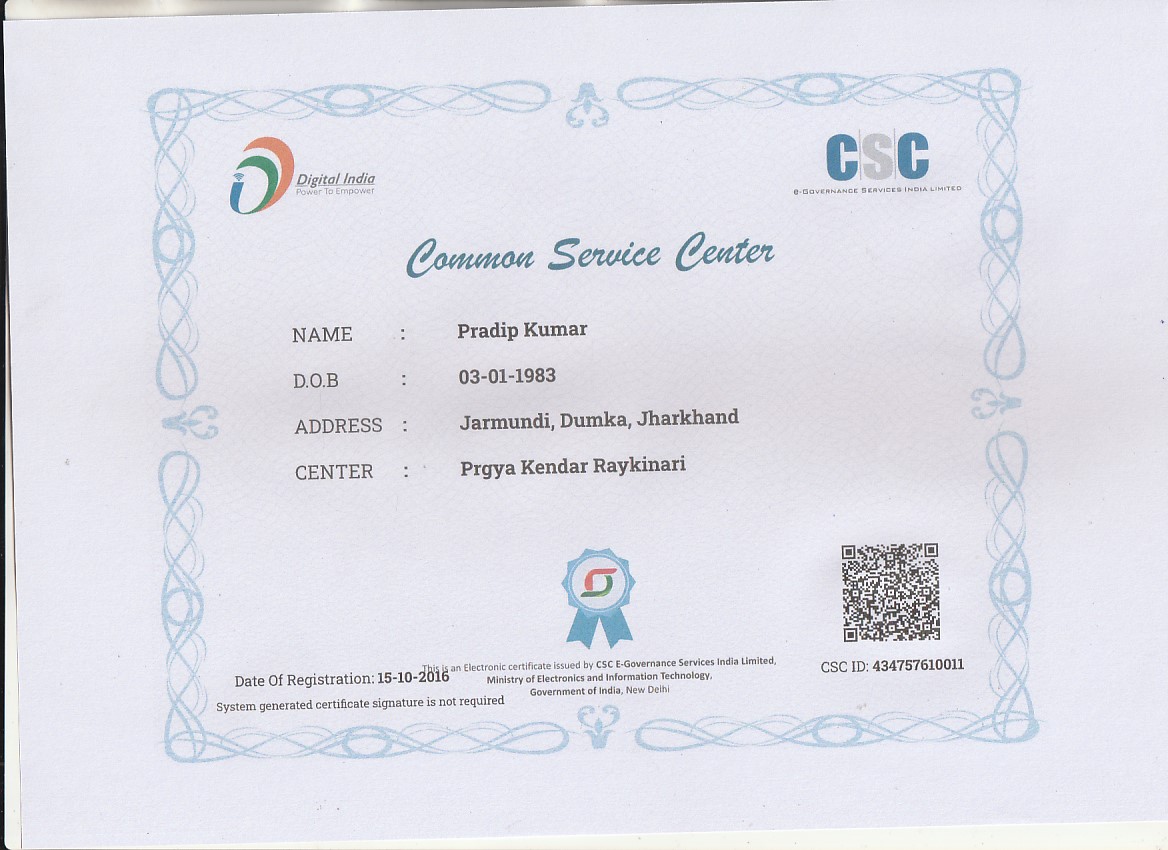 Digital India
Power To Empower
CSC
e-Governance Services India Limited
Common Service Center
NAME : Pradip Kumar
D.O.B : 03-01-1983
ADDRESS : Jarmundi, Dumka, Jharkhand
CENTER : Prgya Kendar Raykinari
This is an Electronic certificate issued by CSC E-Governance Services India Limited,
Ministry of Electronics and Information Technology,
Government of India, New Delhi
Date Of Registration: 15-10-2016
System generated certificate signature is not required
CSC ID: 434757610011